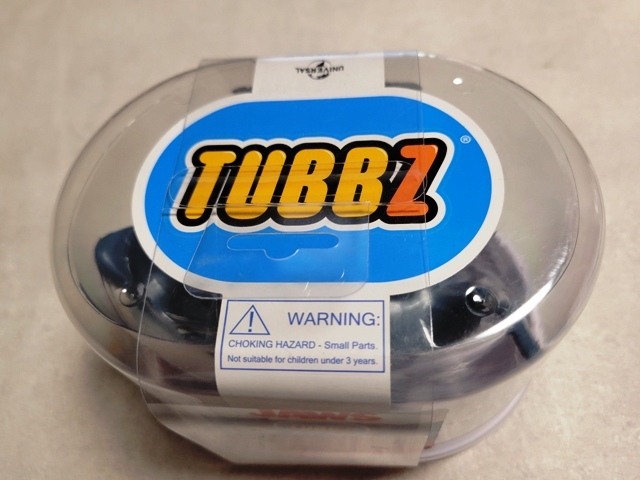 UNIVERSAL
TUBBZ®
WARNING:
CHOKING HAZARD - Small Parts.
Not suitable for children under 3 years.